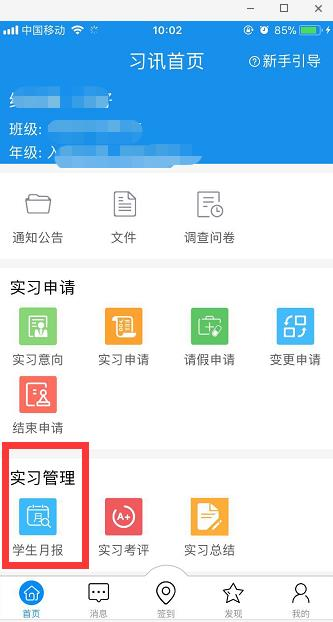 中国移动 10:02 85%
习讯首页 新手引导
班级:
年级:
通知公告 文件 调查问卷
实习申请
实习意向 实习申请 请假申请 变更申请
结束申请
实习管理
A+
学生月报 实习考评 实习总结
首页 消息 签到 发现 我的